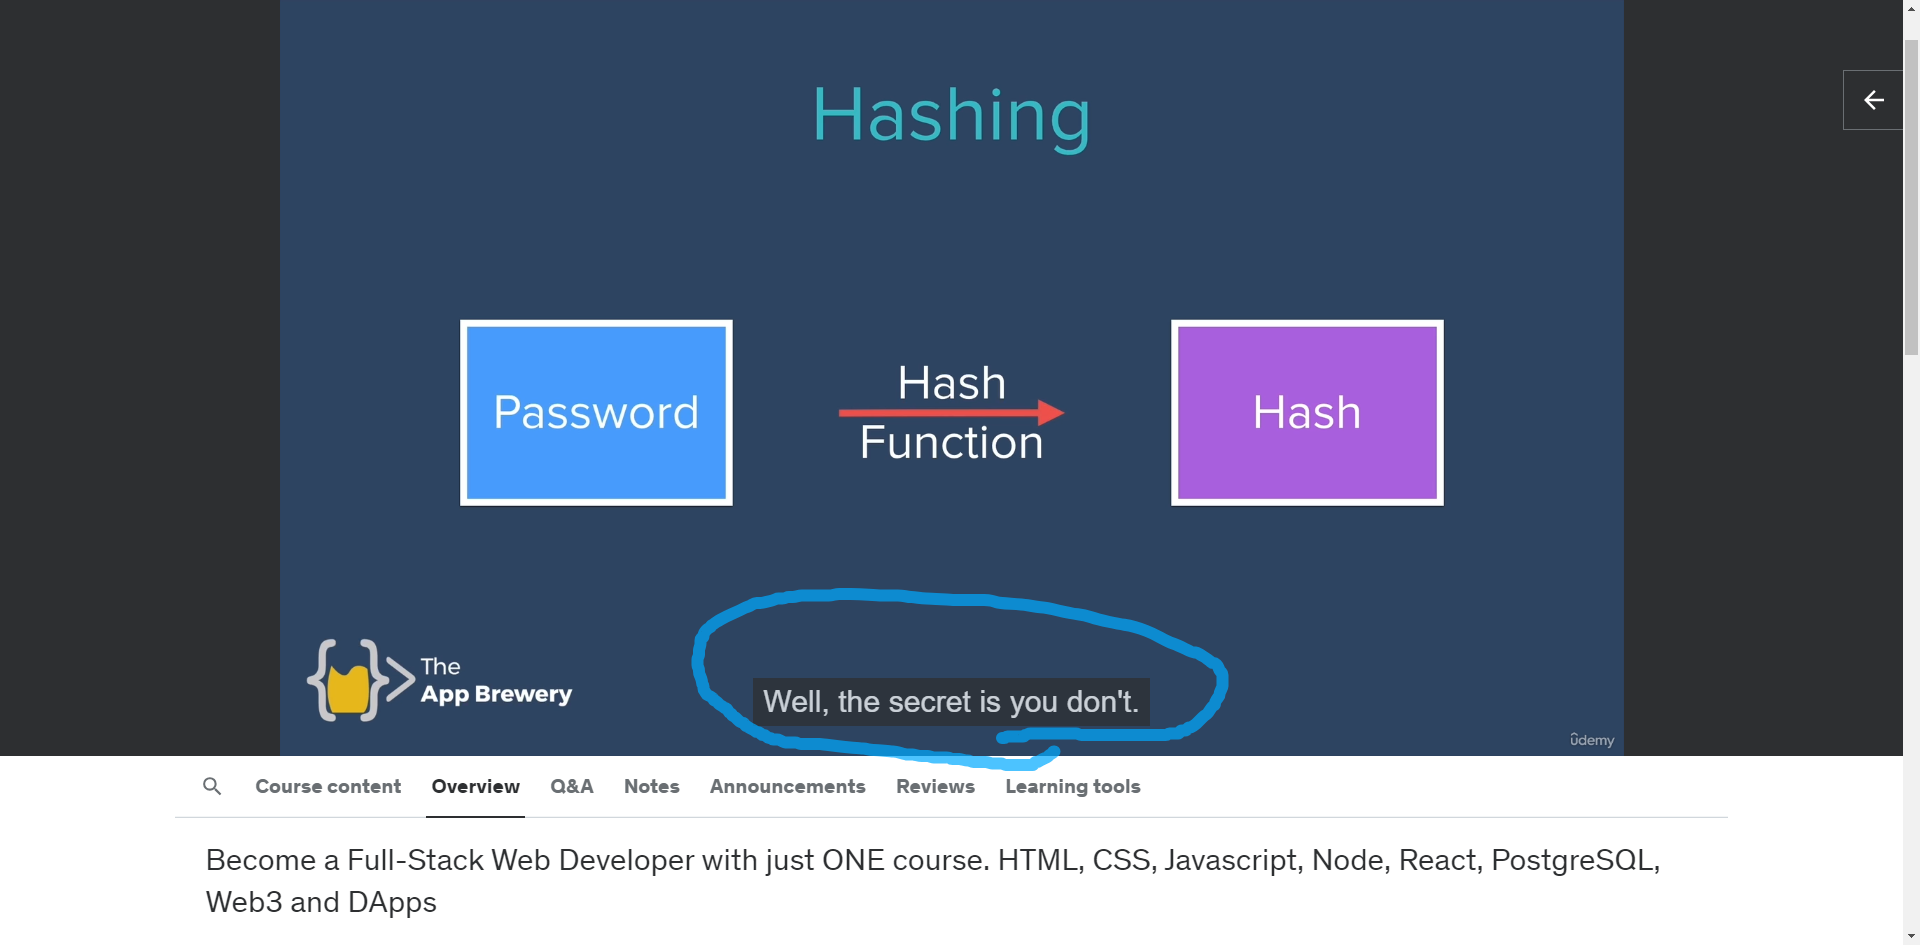 Hashing
Password
Hash
Function
Hash
The
App Brewery
Well, the secret is you don't.
ûdemy
Course content
Overview
Q&A
Notes
Announcements
Reviews
Learning tools
Become a Full-Stack Web Developer with just ONE course. HTML, CSS, Javascript, Node, React, PostgreSQL,
Web3 and DApps